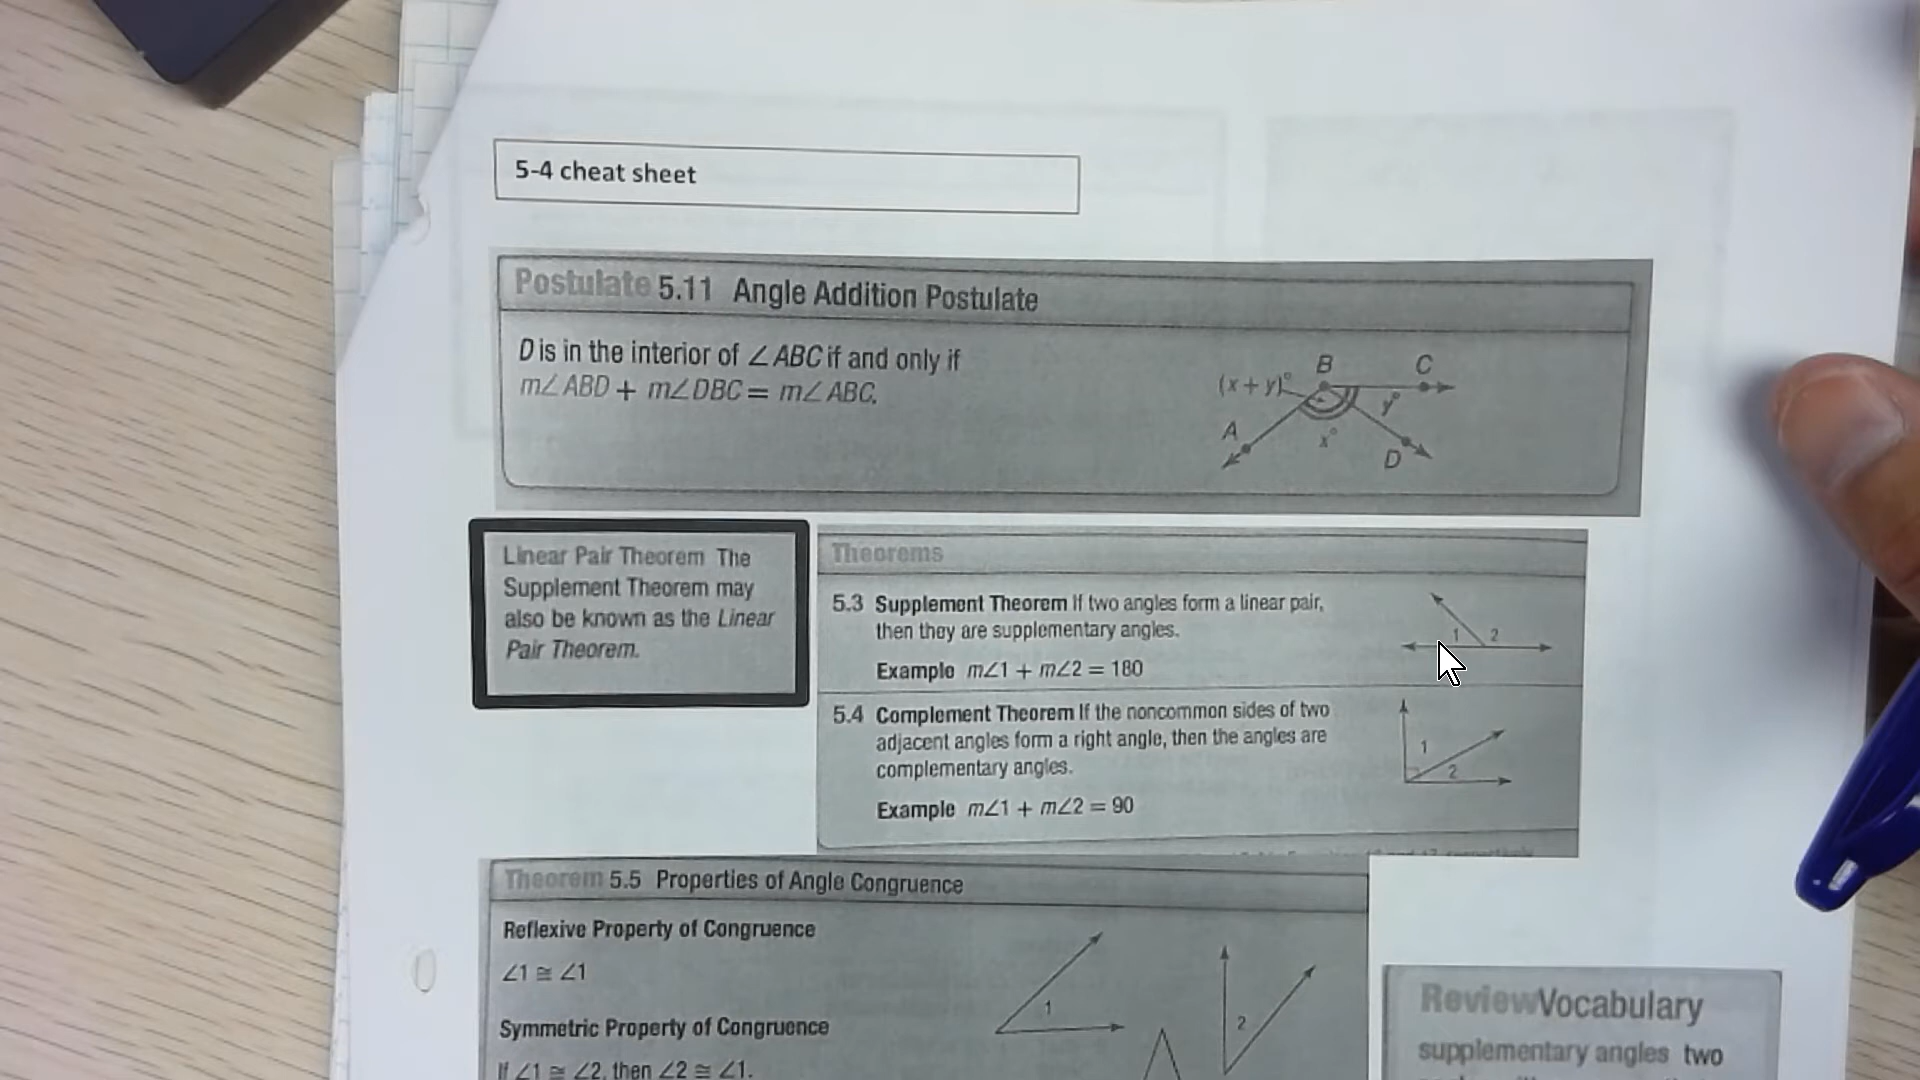 5-4 cheat sheet
Postulate 5.11 Angle Addition Postulate
D is in the interior of ∠ABC if and only if
m∠ABD + m∠DBC = m∠ABC.
B
C
(x + y)°
y°
A
x°
D
Linear Pair Theorem The
Supplement Theorem may
also be known as the Linear
Pair Theorem.
Theorems
5.3 Supplement Theorem If two angles form a linear pair,
then they are supplementary angles.
Example m∠1 + m∠2 = 180
1 2
5.4 Complement Theorem If the noncommon sides of two
adjacent angles form a right angle, then the angles are
complementary angles.
Example m∠1 + m∠2 = 90
1
2
Theorem 5.5 Properties of Angle Congruence
Reflexive Property of Congruence
∠1 ≅ ∠1
1
Symmetric Property of Congruence
If ∠1 ≅ ∠2, then ∠2 ≅ ∠1.
2
ReviewVocabulary
supplementary angles two